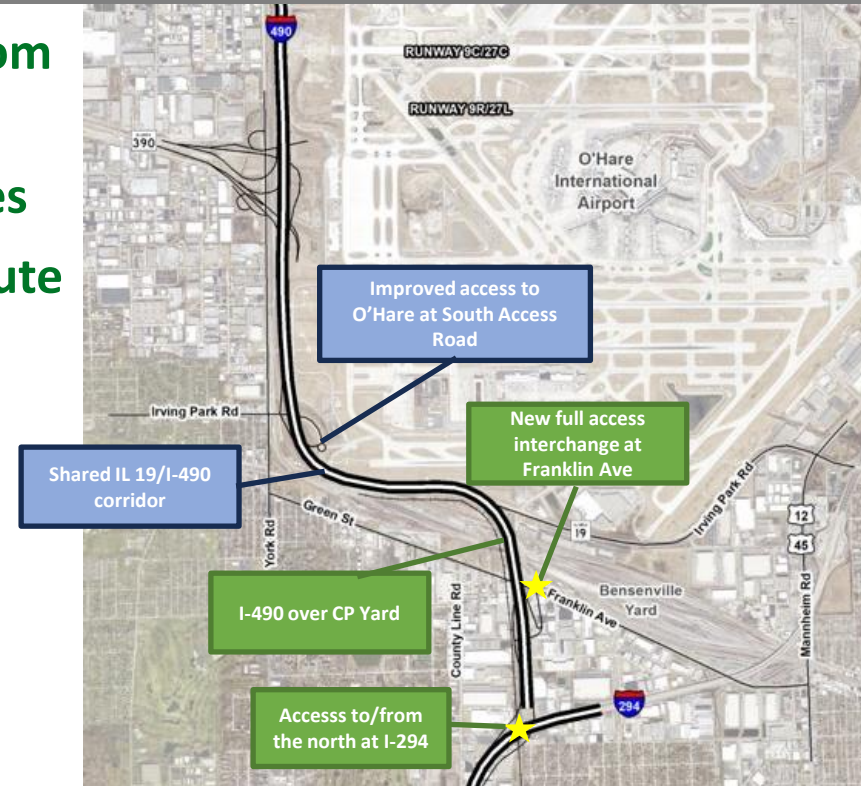 om
es
ute
490
RUNWAY 9C/27C
RUNWAY 9R/27L
390
O'Hare
International
Airport
Improved access to
O'Hare at South Access
Road
Irving Park Rd
New full access
interchange at
Franklin Ave
Shared IL 19/I-490
corridor
Green St
York Rd
19
Irving Park Rd
12
45
I-490 over CP Yard
County Line Rd
Franklin Ave
Bensenville
Yard
Mannheim Rd
Accesss to/from
the north at I-294
294